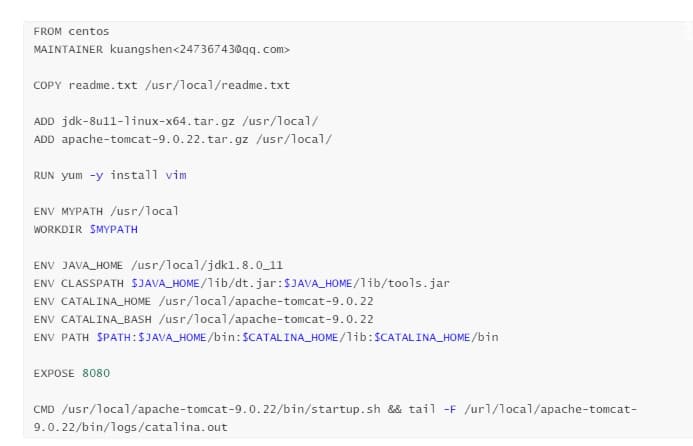 FROM centos
MAINTAINER kuangshen<24736743@qq.com>
COPY readme.txt /usr/local/readme.txt
ADD jdk-8u11-linux-x64.tar.gz /usr/local/
ADD apache-tomcat-9.0.22.tar.gz /usr/local/
RUN yum -y install vim
ENV MYPATH /usr/local
WORKDIR $MYPATH
ENV JAVA_HOME /usr/local/jdk1.8.0_11
ENV CLASSPATH $JAVA_HOME/lib/dt.jar:$JAVA_HOME/lib/tools.jar
ENV CATALINA_HOME /usr/local/apache-tomcat-9.0.22
ENV CATALINA_BASH /usr/local/apache-tomcat-9.0.22
ENV PATH $PATH:$JAVA_HOME/bin:$CATALINA_HOME/lib:$CATALINA_HOME/bin
EXPOSE 8080
CMD /usr/local/apache-tomcat-9.0.22/bin/startup.sh && tail -F /url/local/apache-tomcat-
9.0.22/bin/logs/catalina.out